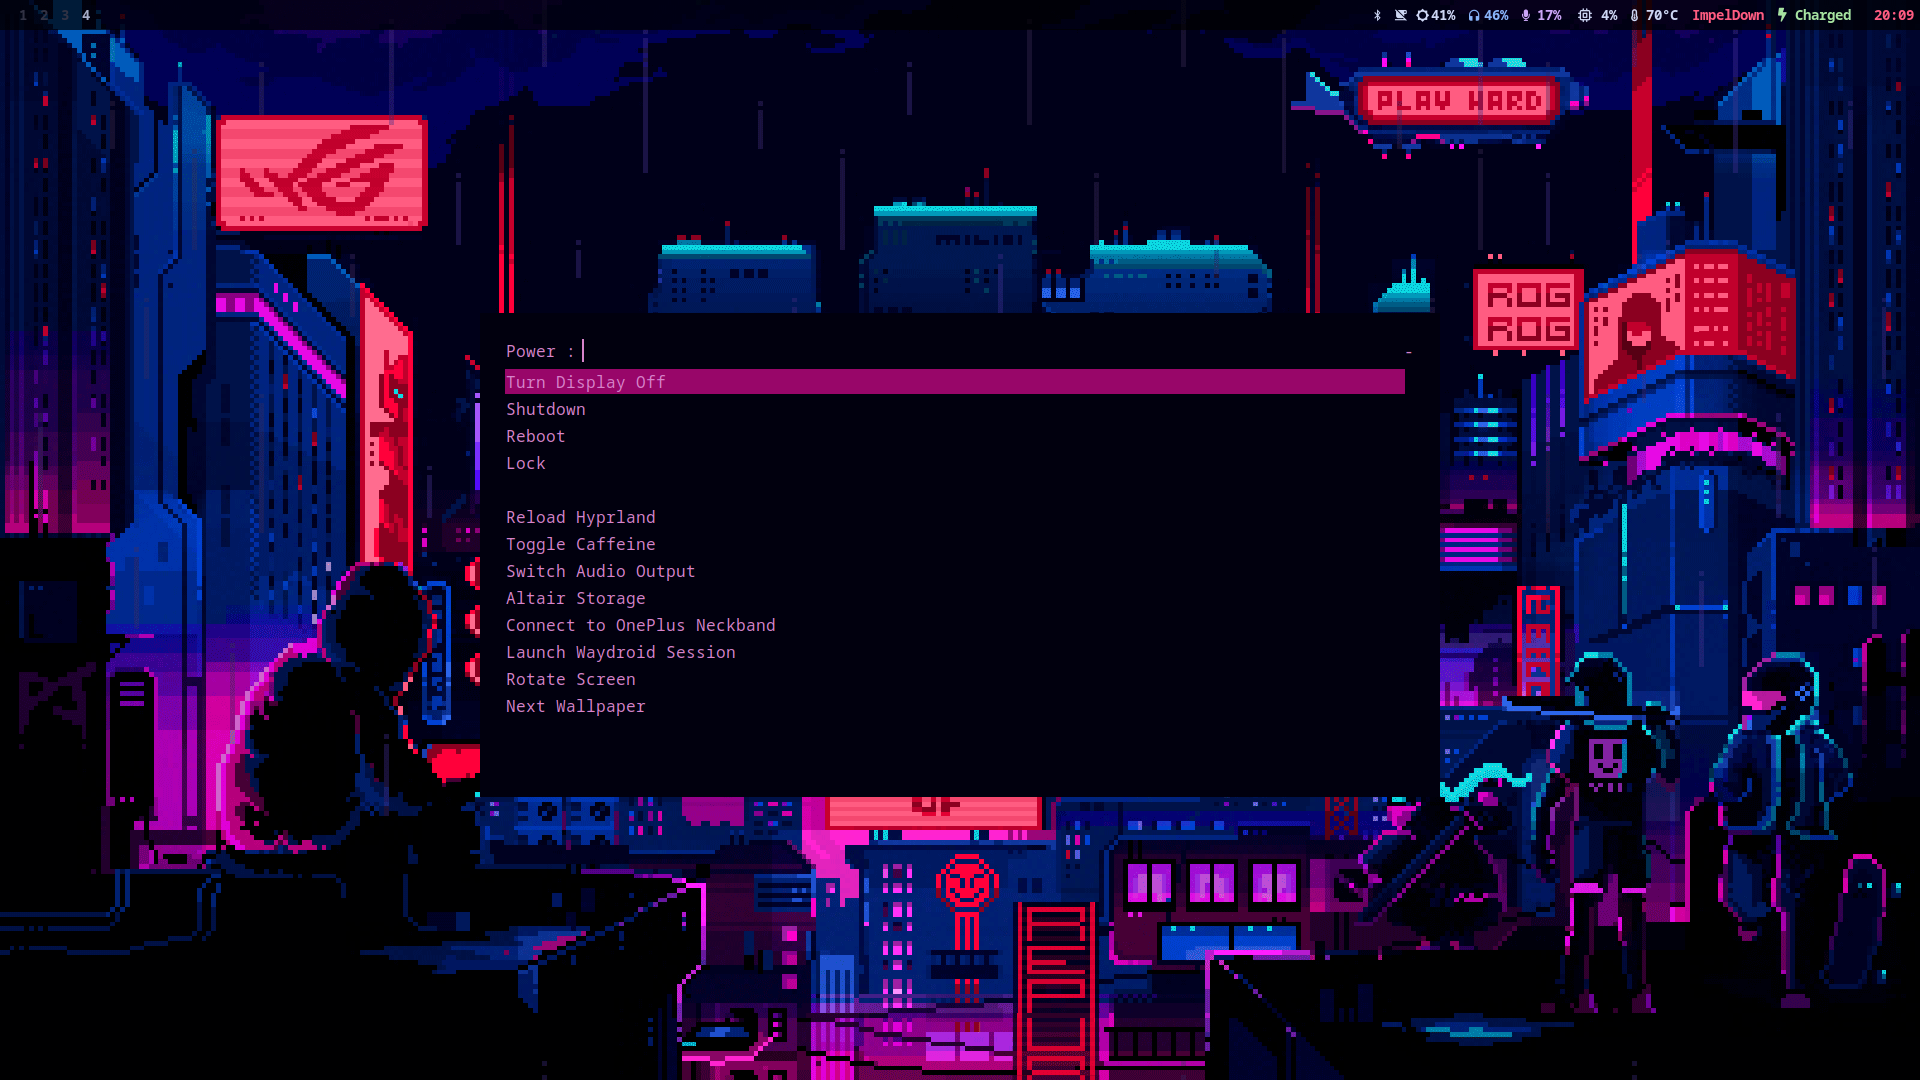 1 2 3 4
41% 46% 17% 4% 70°C ImpelDown Charged 20:09
PLAY HARD
ROG
ROG
Power :
Turn Display Off
Shutdown
Reboot
Lock
Reload Hyprland
Toggle Caffeine
Switch Audio Output
Altair Storage
Connect to OnePlus Neckband
Launch Waydroid Session
Rotate Screen
Next Wallpaper